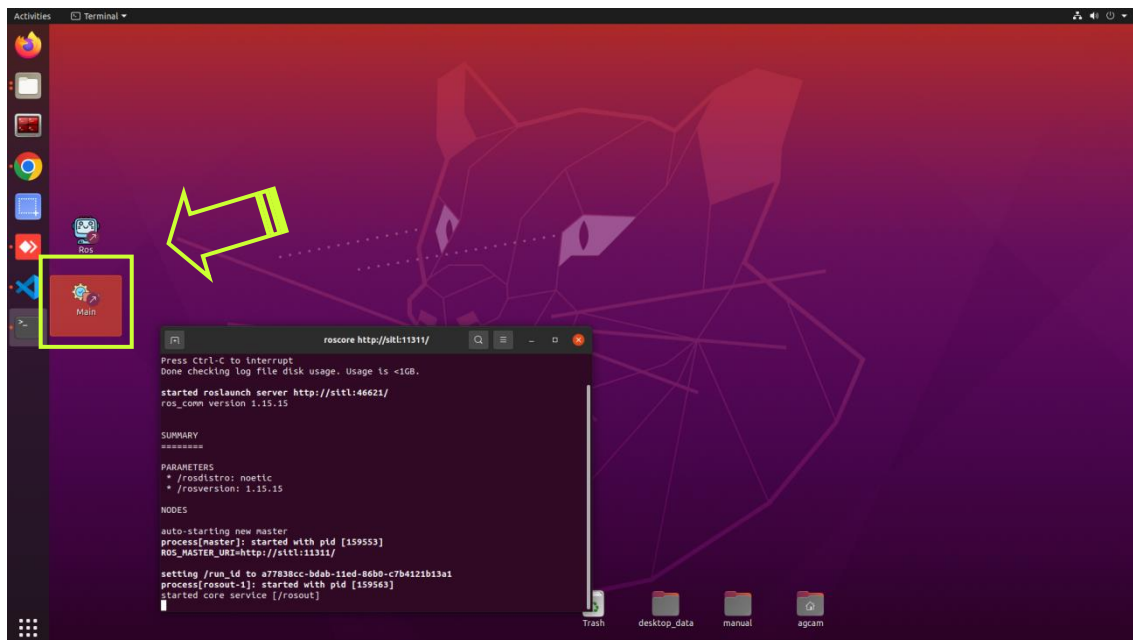 Activities
Terminal
Ros
Main
roscore http://sitl:11311/
Press Ctrl-C to interrupt
Done checking log file disk usage. Usage is <1GB.
started roslaunch server http://sitl:46621/
ros_comm version 1.15.15
SUMMARY
========
PARAMETERS
* /rosdistro: noetic
* /rosversion: 1.15.15
NODES
auto-starting new master
process[master]: started with pid [159553]
ROS_MASTER_URI=http://sitl:11311/
setting /run_id to a77838cc-bdab-11ed-86b0-c7b4121b13a1
process[rosout-1]: started with pid [159563]
started core service [/rosout]
Trash
desktop_data
manual
agcam